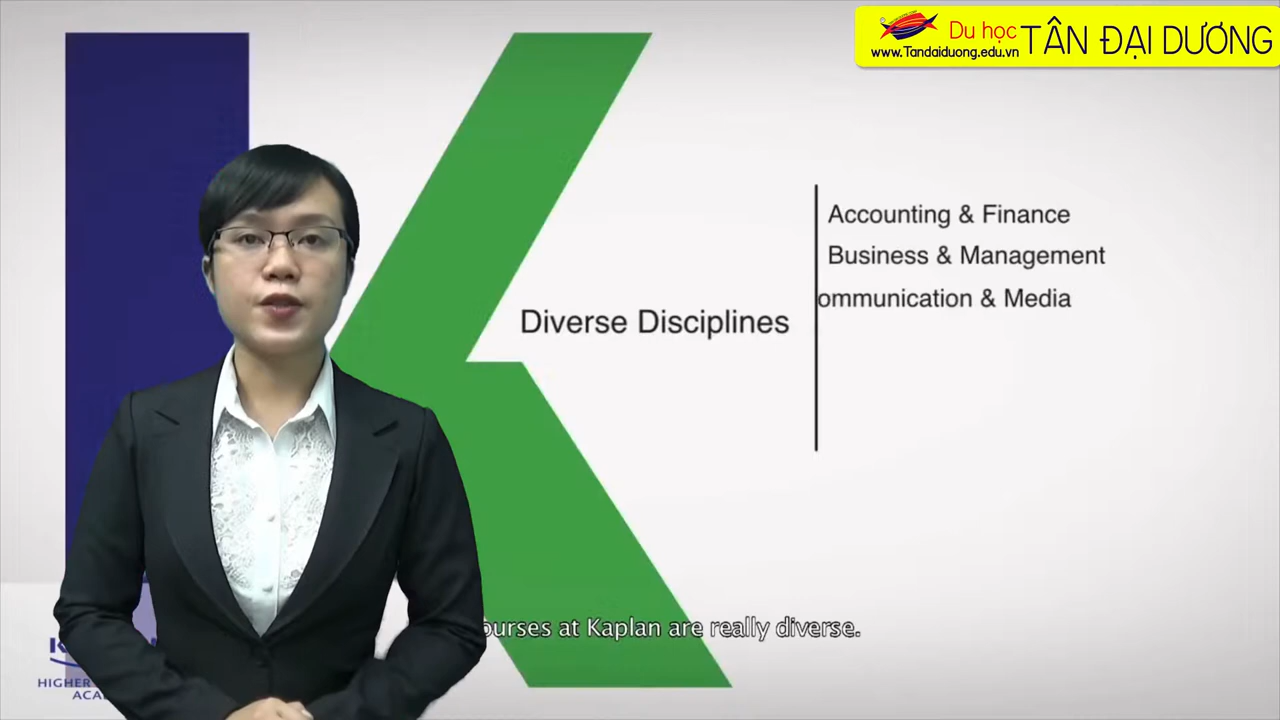 Du học
www.Tandaiduong.edu.vn
TÂN ĐẠI DƯƠNG
Accounting & Finance
Business & Management
ommunication & Media
Diverse Disciplines
ourses at Kaplan are really diverse.
HIGHER